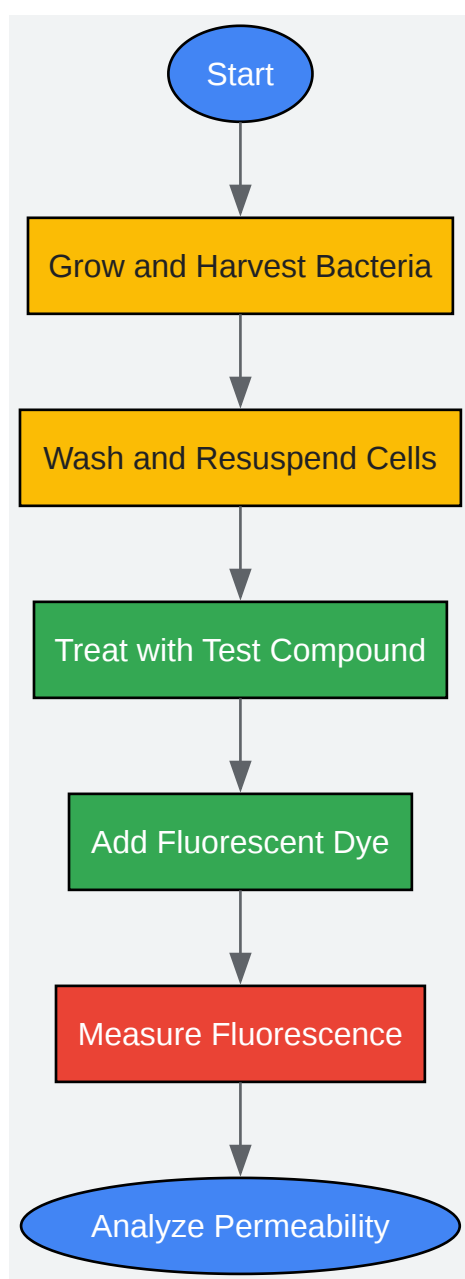 Start
Grow and Harvest Bacteria
Wash and Resuspend Cells
Treat with Test Compound
Add Fluorescent Dye
Measure Fluorescence
Analyze Permeability